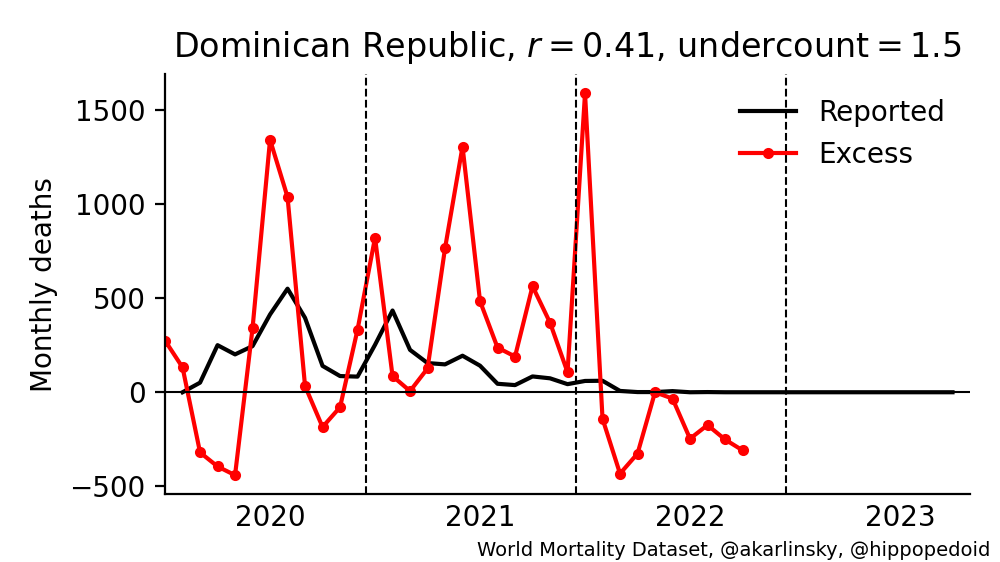 Dominican Republic, r = 0.41, undercount = 1.5
Monthly deaths
1500
1000
500
0
−500
Reported
Excess
2020 2021 2022 2023
World Mortality Dataset, @akarlinsky, @hippopedoid